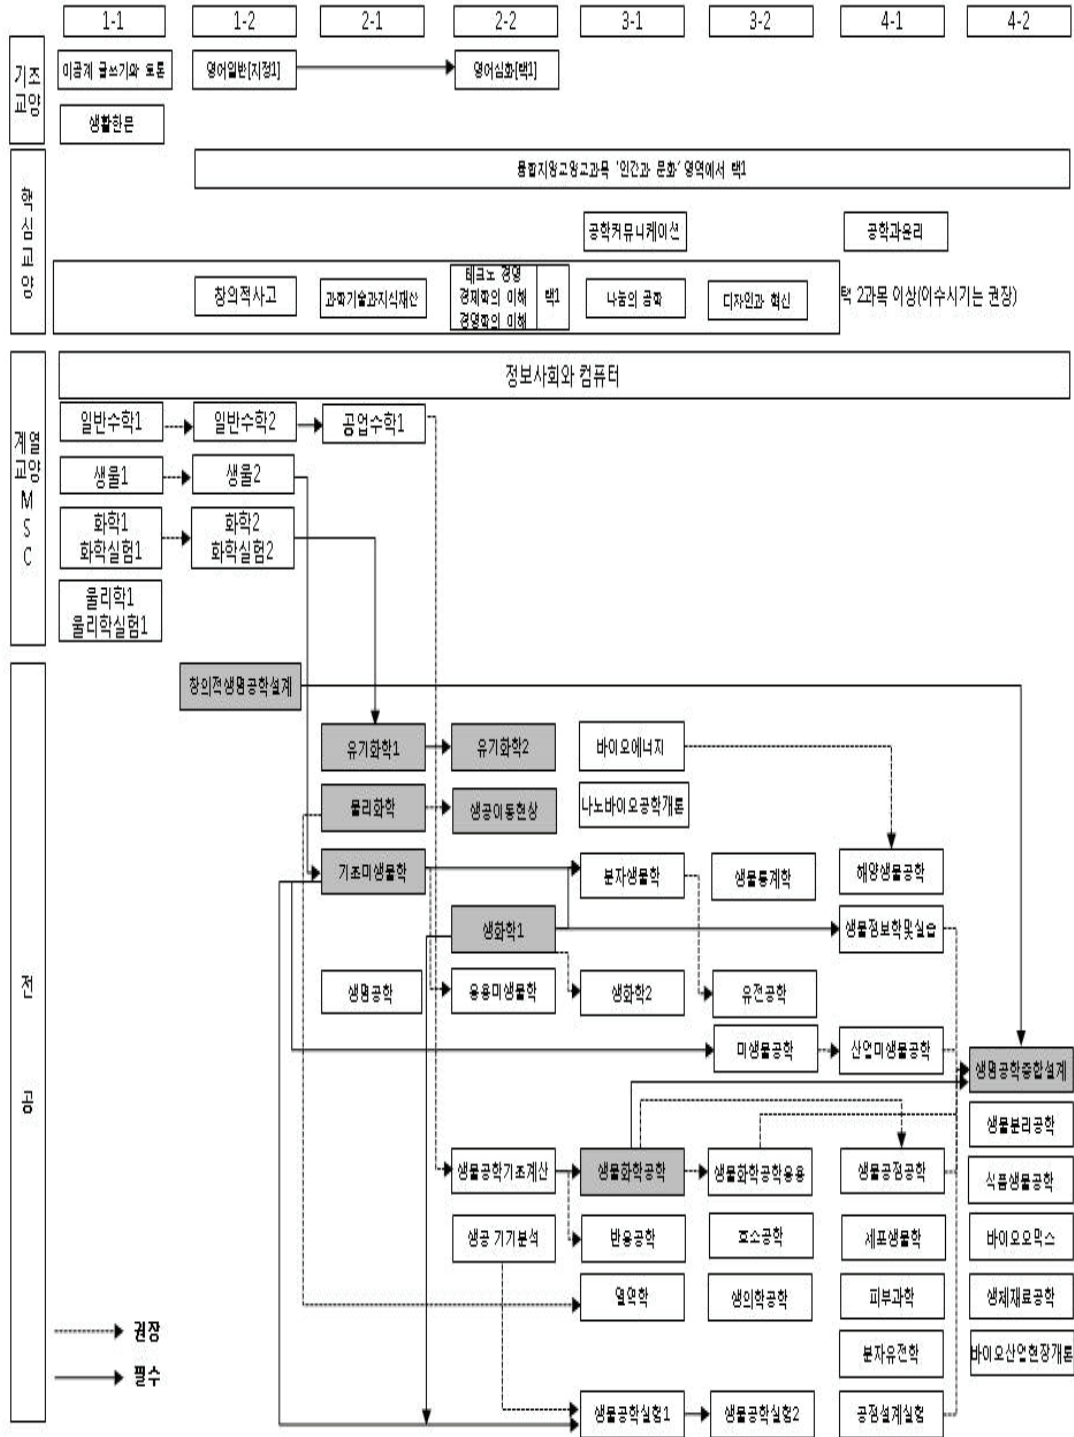 1-1
1-2
2-1
2-2
3-1
3-2
4-1
4-2
기초
교양
이공계 글쓰기와 토론
영어일반[지정1]
영어심화[택1]
생활한문
핵
심
교
양
융합지향교양교과목 '인간과 문화' 영역에서 택1
공학커뮤니케이션
공학과윤리
창의적사고
과학기술과지식재산
테크노 경영
경제학의 이해
경영학의 이해
택1
나눔의 공학
디자인과 혁신
택 2과목 이상(이수시기는 권장)
계열
교양
M
S
C
정보사회와 컴퓨터
일반수학1
일반수학2
공업수학1
생물1
생물2
화학1
화학실험1
화학2
화학실험2
물리학1
물리학실험1
전
공
창의적생명공학설계
유기화학1
유기화학2
바이오에너지
물리화학
생공이동현상
나노바이오공학개론
기초미생물학
분자생물학
생물통계학
해양생물공학
생화학1
생물정보학및실습
생명공학
응용미생물학
생화학2
유전공학
미생물공학
산업미생물공학
생명공학종합설계
생물분리공학
생물공학기초계산
생물화학공학
생물화학공학응용
생물공정공학
식품생물공학
생공 기기분석
반응공학
효소공학
세포생물학
바이오오믹스
열역학
생의학공학
피부과학
생체재료공학
권장
분자유전학
바이오산업현장개론
필수
생물공학실험1
생물공학실험2
공정설계실험